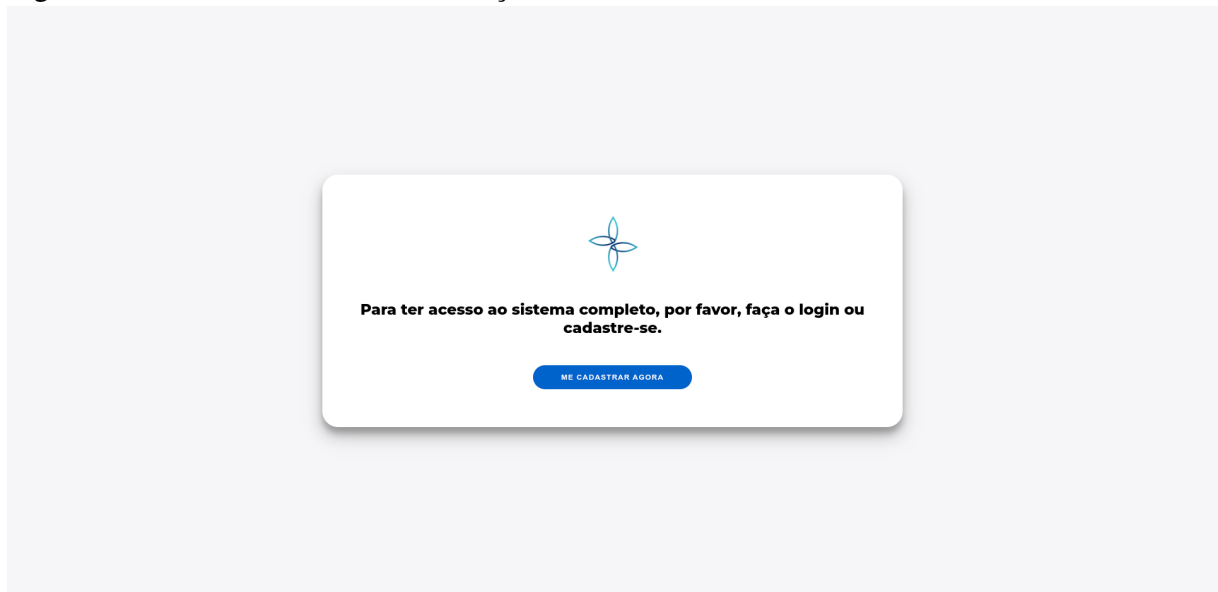 Para ter acesso ao sistema completo, por favor, faça o login ou
cadastre-se.
ME CADASTRAR AGORA